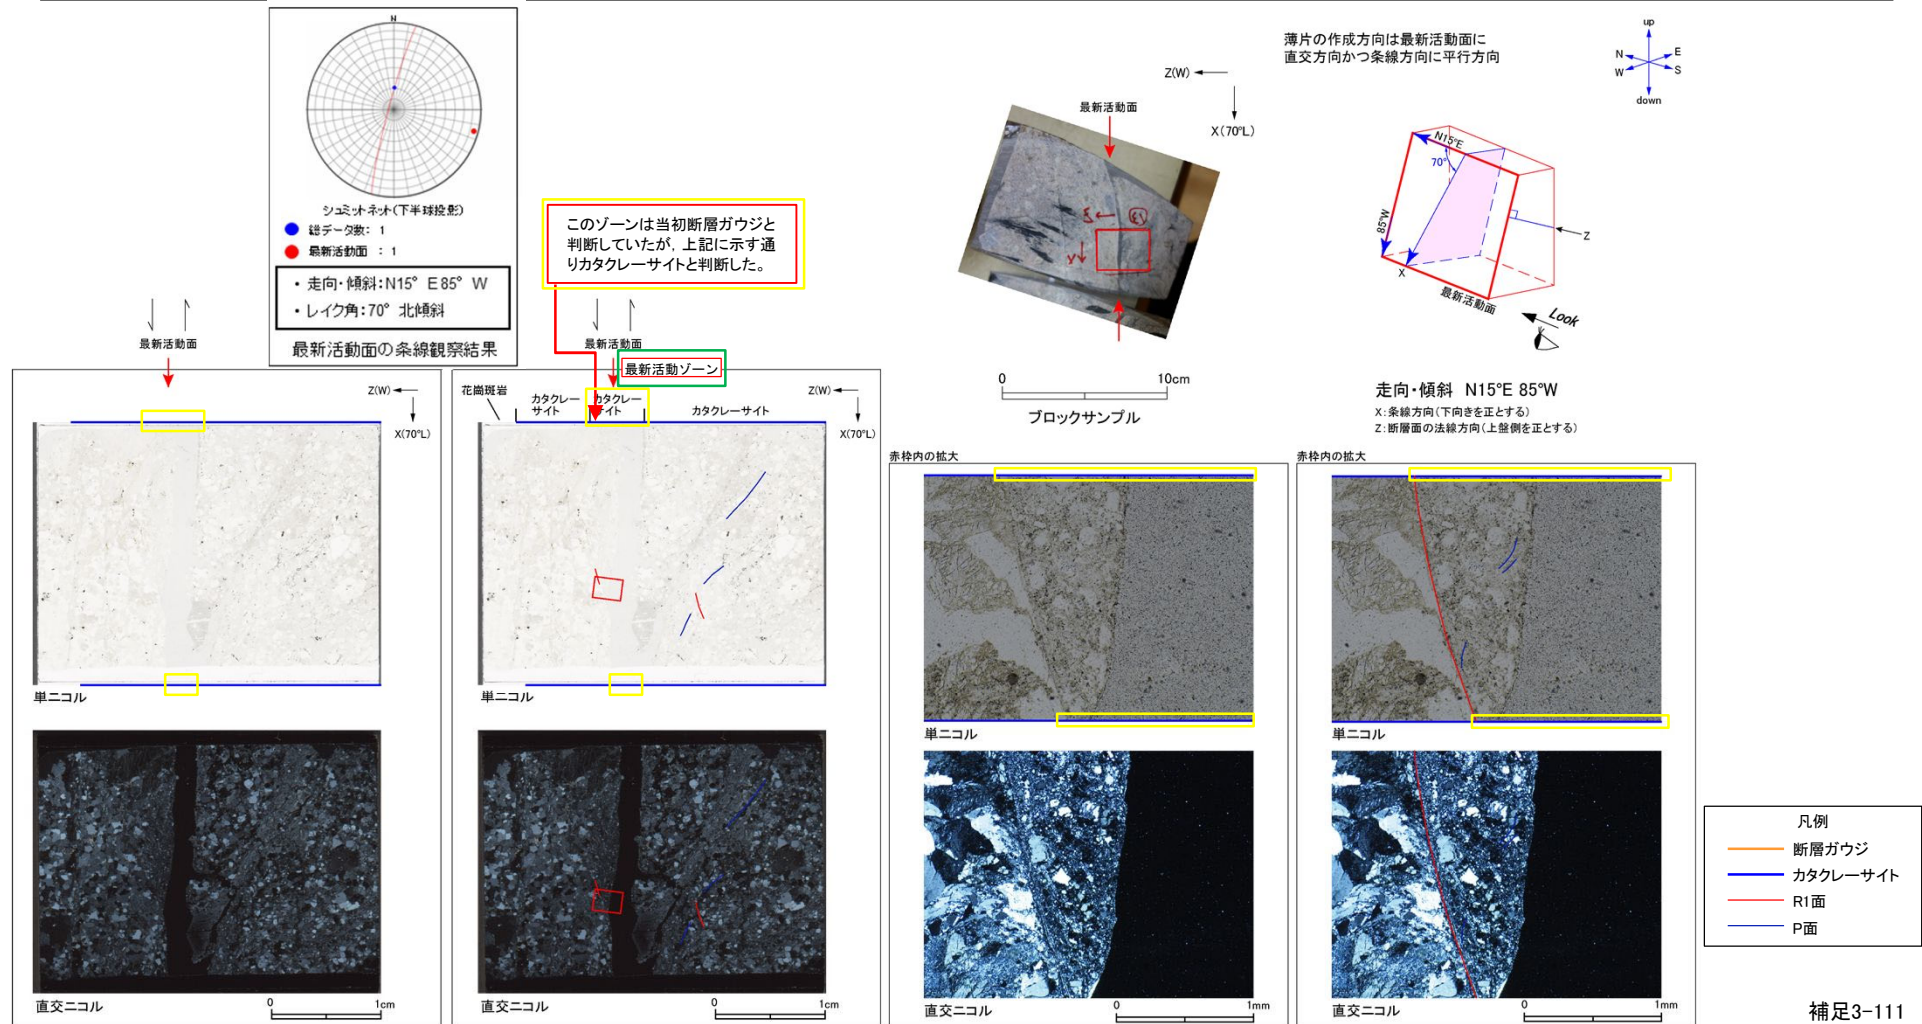 N
シュミットネット(下半球投影)
総データ数: 1
最新活動面 : 1
・走向・傾斜:N15° E85° W
・レイク角:70° 北傾斜
最新活動面の条線観察結果
このゾーンは当初断層ガウジと
判断していたが,上記に示す通
りカタクレーサイトと判断した。
薄片の作成方向は最新活動面に
直交方向かつ条線方向に平行方向
up
N
E
W
S
down
Z(W)
X(70°L)
最新活動面
0
10cm
ブロックサンプル
N15°E
70°
85°W
X
Z
最新活動面
Look
走向・傾斜 N15°E 85°W
X:条線方向(下向きを正とする)
Z:断層面の法線方向(上盤側を正とする)
最新活動面
Z(W)
X(70°L)
単ニコル
直交ニコル
0
1cm
最新活動面
最新活動ゾーン
花崗斑岩
カタクレー
サイト
カタクレー
サイト
カタクレーサイト
Z(W)
X(70°L)
単ニコル
直交ニコル
0
1cm
赤枠内の拡大
単ニコル
直交ニコル
0
1mm
赤枠内の拡大
単ニコル
直交ニコル
0
1mm
凡例
断層ガウジ
カタクレーサイト
R1面
P面
補足3-111